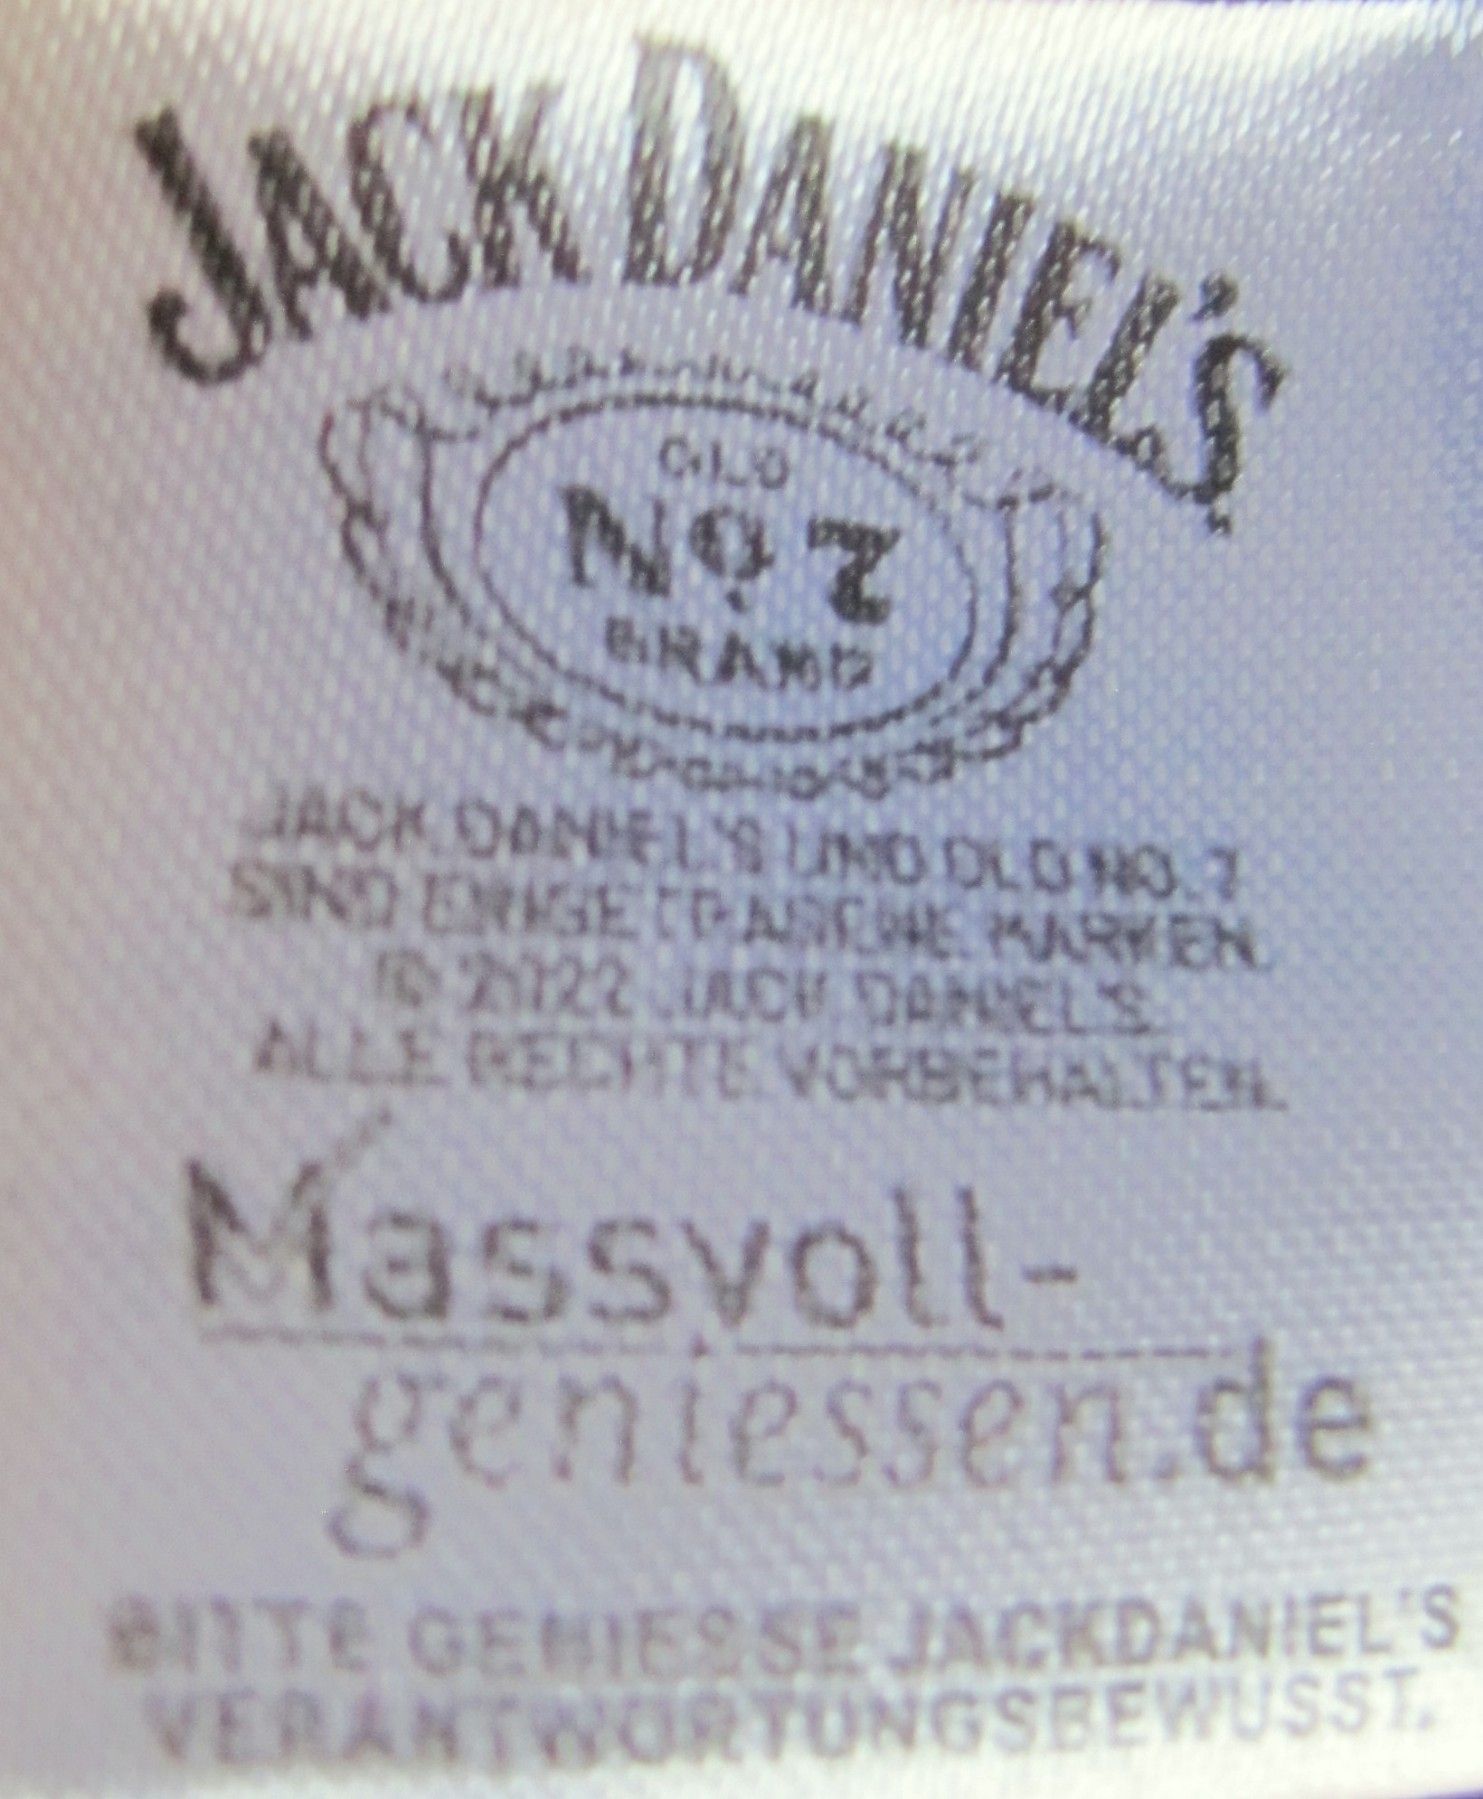 JACK DANIEL'S
OLD
No. 7
BRAND
JACK DANIEL'S UND OLD NO. 7
SIND EINGETRAGENE MARKEN.
© 2022 JACK DANIEL'S.
ALLE RECHTE VORBEHALTEN.
Massvoll-
geniessen.de
BITTE GENIESSE JACKDANIEL'S
VERANTWORTUNGSBEWUSST.